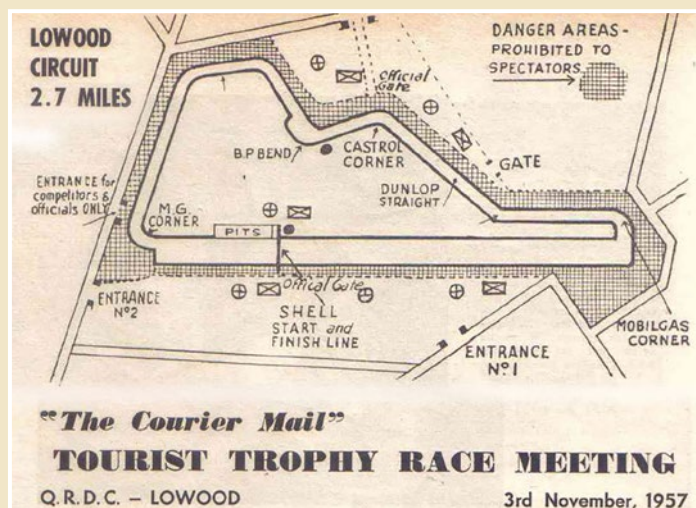 LOWOOD
CIRCUIT
2.7 MILES
DANGER AREAS-
PROHIBITED TO
SPECTATORS
Official
Gate
B.P BEND
CASTROL
CORNER
GATE
DUNLOP
STRAIGHT
ENTRANCE for
competitors &
officials ONLY
M.G.
CORNER
PITS
ENTRANCE
Nº2
Offical Gate
SHELL
START and
FINISH LINE
MOBILGAS
CORNER
ENTRANCE
Nº1
"The Courier Mail"
TOURIST TROPHY RACE MEETING
Q.R.D.C. – LOWOOD
3rd November, 1957